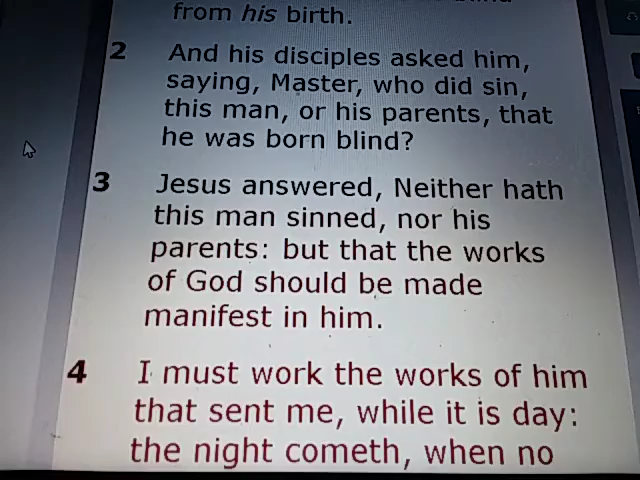 from his birth.
2 And his disciples asked him,
saying, Master, who did sin,
this man, or his parents, that
he was born blind?
3 Jesus answered, Neither hath
this man sinned, nor his
parents: but that the works
of God should be made
manifest in him.
4 I must work the works of him
that sent me, while it is day:
the night cometh, when no